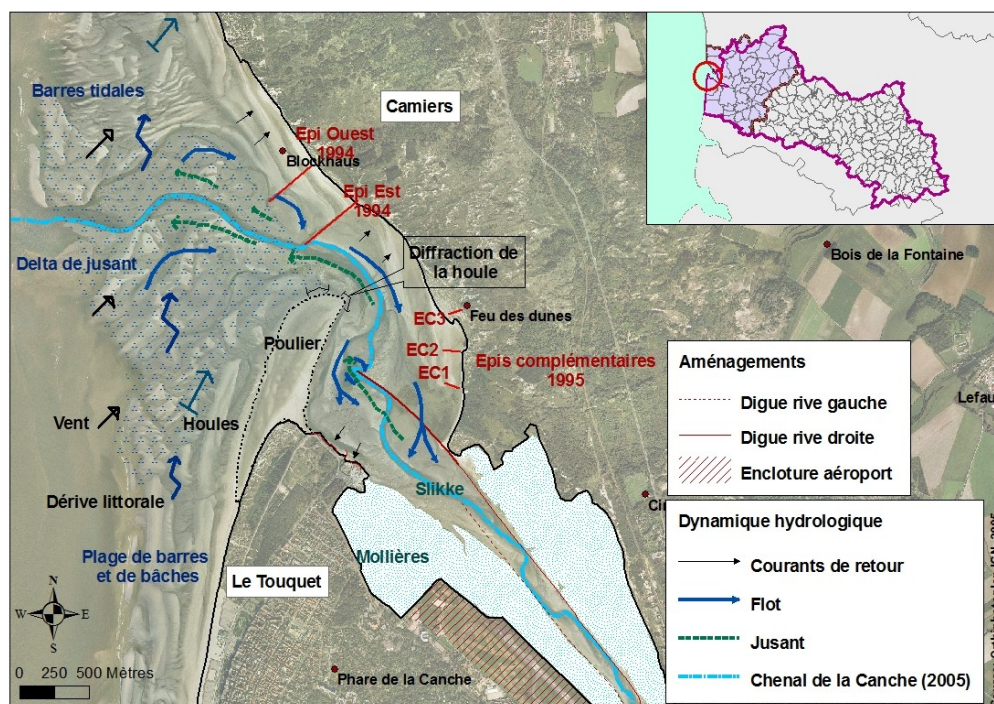 Camiers
Barres tidales
Epi Ouest
1994
Blockhaus
Epi Est
1994
Delta de jusant
Diffraction de
la houle
Bois de la Fontaine
EC3
Feu des dunes
Poulier
EC2
Epis complémentaires
1995
EC1
Vent
Houles
Dérive littorale
Slikke
Plage de barres
et de bâches
Mollières
Le Touquet
N
W
E
S
0 250 500 Mètres
Phare de la Canche
Aménagements
Digue rive gauche
Digue rive droite
Encloture aéroport
Dynamique hydrologique
Courants de retour
Flot
Jusant
Chenal de la Canche (2005)
Lefau
Cin